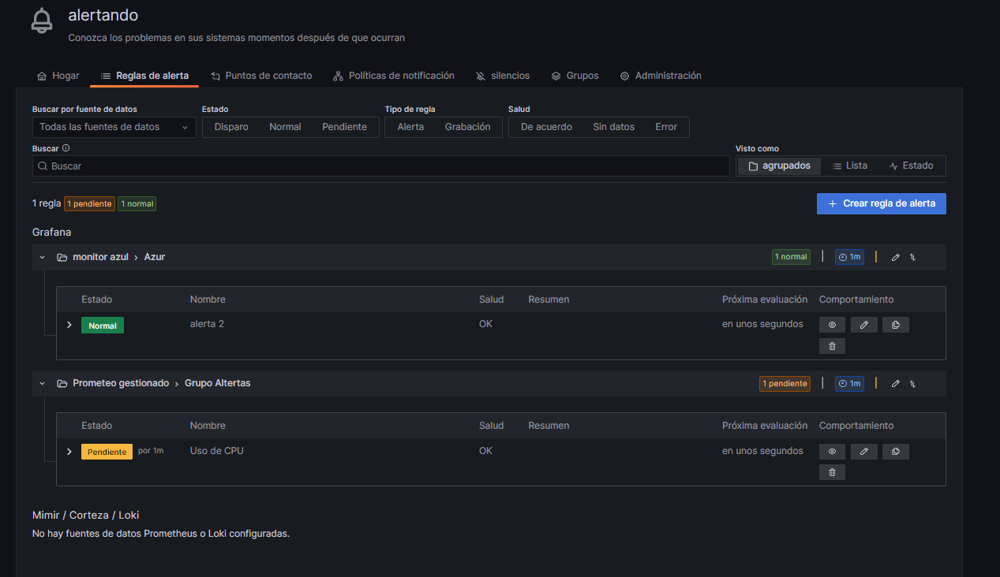 alertando
Conozca los problemas en sus sistemas momentos después de que ocurran
Hogar Reglas de alerta Puntos de contacto Políticas de notificación silencios Grupos Administración
Buscar por fuente de datos Estado Tipo de regla Salud
Todas las fuentes de datos Disparo Normal Pendiente Alerta Grabación De acuerdo Sin datos Error
Buscar Visto como
Buscar agrupados Lista Estado
1 regla 1 pendiente 1 normal + Crear regla de alerta
Grafana
monitor azul › Azur 1 normal | 1m |
Estado Nombre Salud Resumen Próxima evaluación Comportamiento
Normal alerta 2 OK en unos segundos
Prometeo gestionado › Grupo Altertas 1 pendiente | 1m |
Estado Nombre Salud Resumen Próxima evaluación Comportamiento
Pendiente por 1m Uso de CPU OK en unos segundos
Mimir / Corteza / Loki
No hay fuentes de datos Prometheus o Loki configuradas.